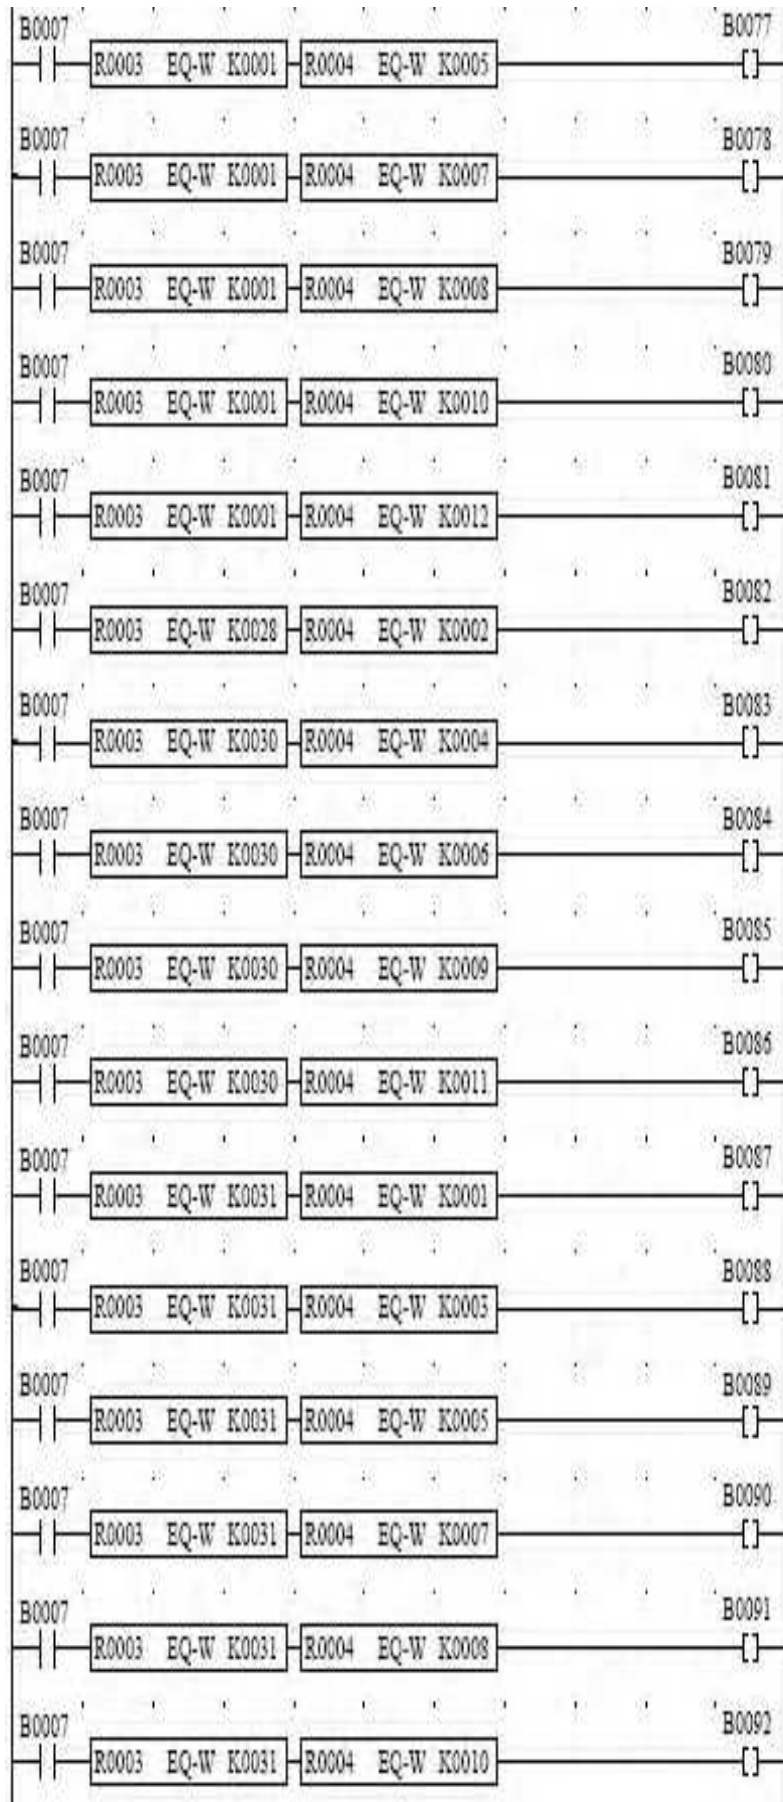 B0007 B0077
R0003 EQ-W K0001 R0004 EQ-W K0005
B0007 B0078
R0003 EQ-W K0001 R0004 EQ-W K0007
B0007 B0079
R0003 EQ-W K0001 R0004 EQ-W K0008
B0007 B0080
R0003 EQ-W K0001 R0004 EQ-W K0010
B0007 B0081
R0003 EQ-W K0001 R0004 EQ-W K0012
B0007 B0082
R0003 EQ-W K0028 R0004 EQ-W K0002
B0007 B0083
R0003 EQ-W K0030 R0004 EQ-W K0004
B0007 B0084
R0003 EQ-W K0030 R0004 EQ-W K0006
B0007 B0085
R0003 EQ-W K0030 R0004 EQ-W K0009
B0007 B0086
R0003 EQ-W K0030 R0004 EQ-W K0011
B0007 B0087
R0003 EQ-W K0031 R0004 EQ-W K0001
B0007 B0088
R0003 EQ-W K0031 R0004 EQ-W K0003
B0007 B0089
R0003 EQ-W K0031 R0004 EQ-W K0005
B0007 B0090
R0003 EQ-W K0031 R0004 EQ-W K0007
B0007 B0091
R0003 EQ-W K0031 R0004 EQ-W K0008
B0007 B0092
R0003 EQ-W K0031 R0004 EQ-W K0010